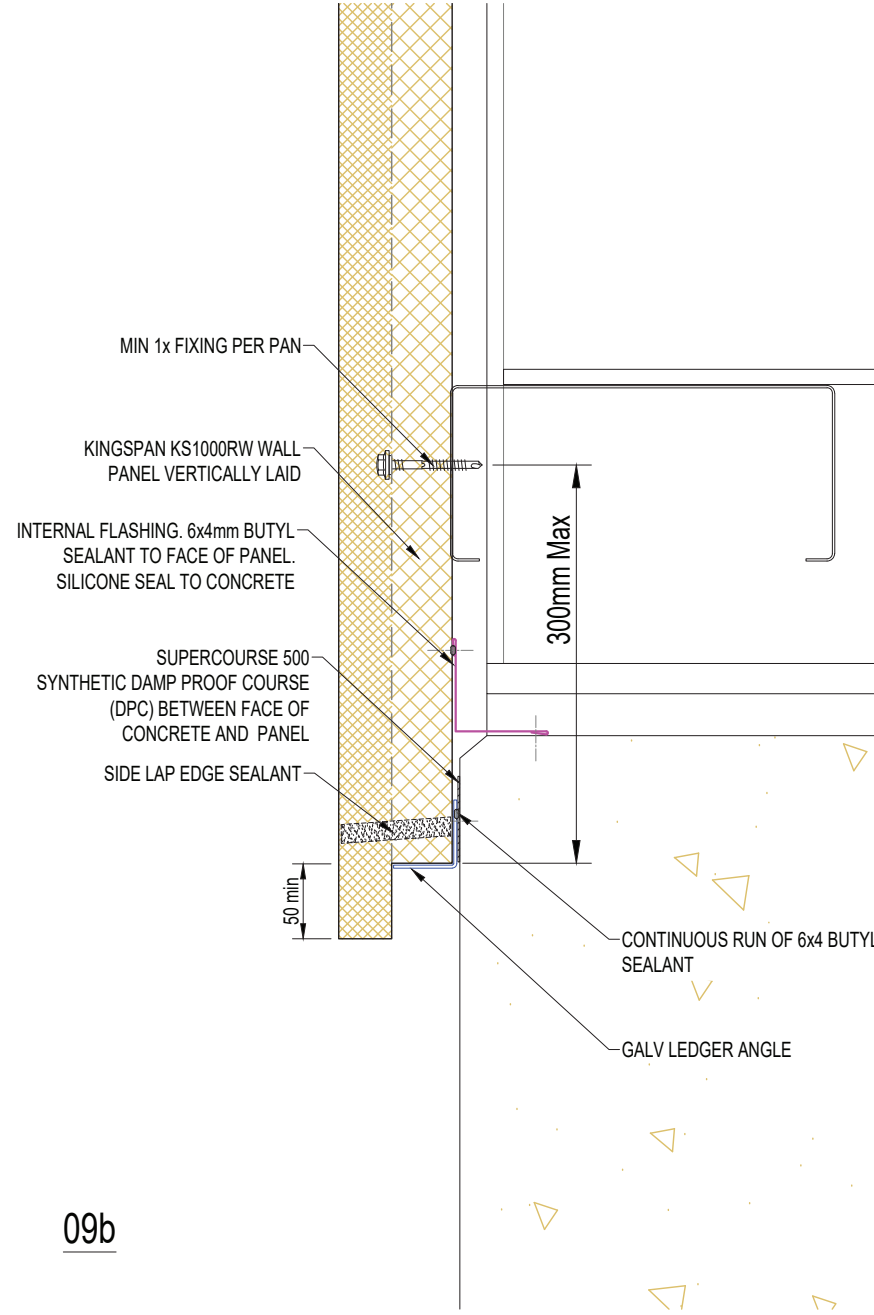 MIN 1x FIXING PER PAN
KINGSPAN KS1000RW WALL
PANEL VERTICALLY LAID
INTERNAL FLASHING. 6x4mm BUTYL
SEALANT TO FACE OF PANEL.
SILICONE SEAL TO CONCRETE
300mm Max
SUPERCOURSE 500
SYNTHETIC DAMP PROOF COURSE
(DPC) BETWEEN FACE OF
CONCRETE AND PANEL
SIDE LAP EDGE SEALANT
50 min
CONTINUOUS RUN OF 6x4 BUTYL
SEALANT
GALV LEDGER ANGLE
09b